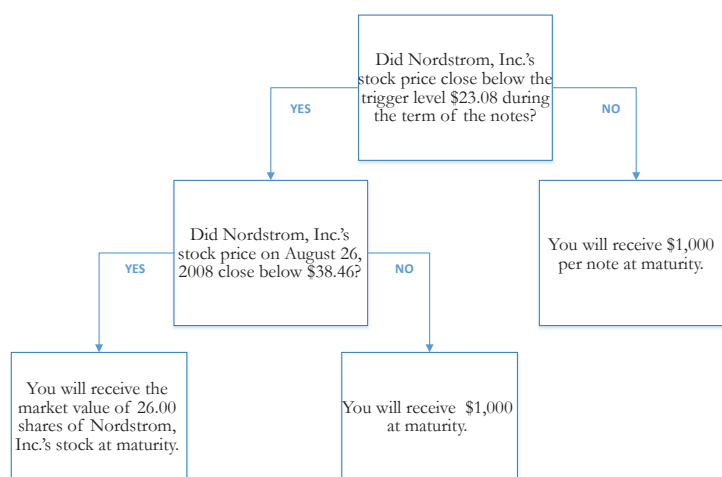 Did Nordstrom, Inc.'s
stock price close below the
trigger level $23.08 during
the term of the notes?
YES
NO
Did Nordstrom, Inc.'s
stock price on August 26,
2008 close below $38.46?
You will receive $1,000
per note at maturity.
YES
NO
You will receive the
market value of 26.00
shares of Nordstrom,
Inc.'s stock at maturity.
You will receive $1,000
at maturity.